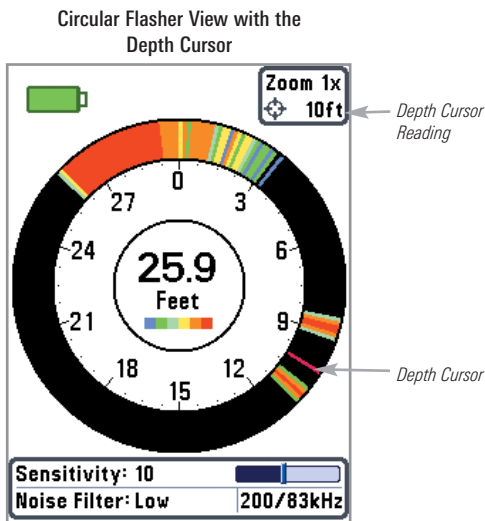 Circular Flasher View with the
Depth Cursor
Zoom 1x
10ft
Depth Cursor
Reading
0
3
6
9
12
15
18
21
24
27
25.9
Feet
Depth Cursor
Sensitivity: 10
Noise Filter: Low
200/83kHz